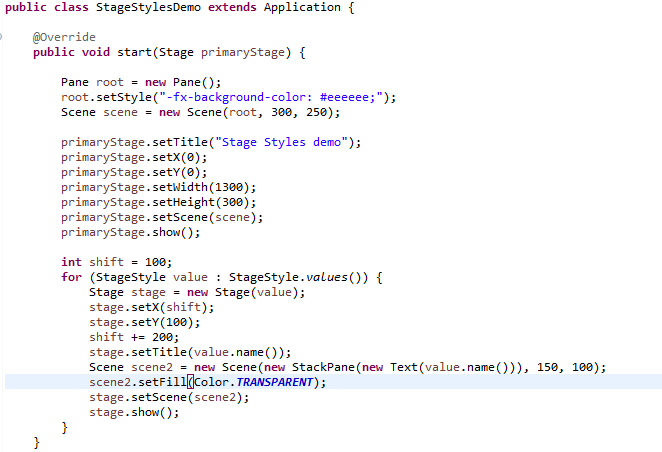 public class StageStylesDemo extends Application {
@Override
public void start(Stage primaryStage) {
Pane root = new Pane();
root.setStyle("-fx-background-color: #eeeeee;");
Scene scene = new Scene(root, 300, 250);
primaryStage.setTitle("Stage Styles demo");
primaryStage.setX(0);
primaryStage.setY(0);
primaryStage.setWidth(1300);
primaryStage.setHeight(300);
primaryStage.setScene(scene);
primaryStage.show();
int shift = 100;
for (StageStyle value : StageStyle.values()) {
Stage stage = new Stage(value);
stage.setX(shift);
stage.setY(100);
shift += 200;
stage.setTitle(value.name());
Scene scene2 = new Scene(new StackPane(new Text(value.name())), 150, 100);
scene2.setFill(Color.TRANSPARENT);
stage.setScene(scene2);
stage.show();
}
}